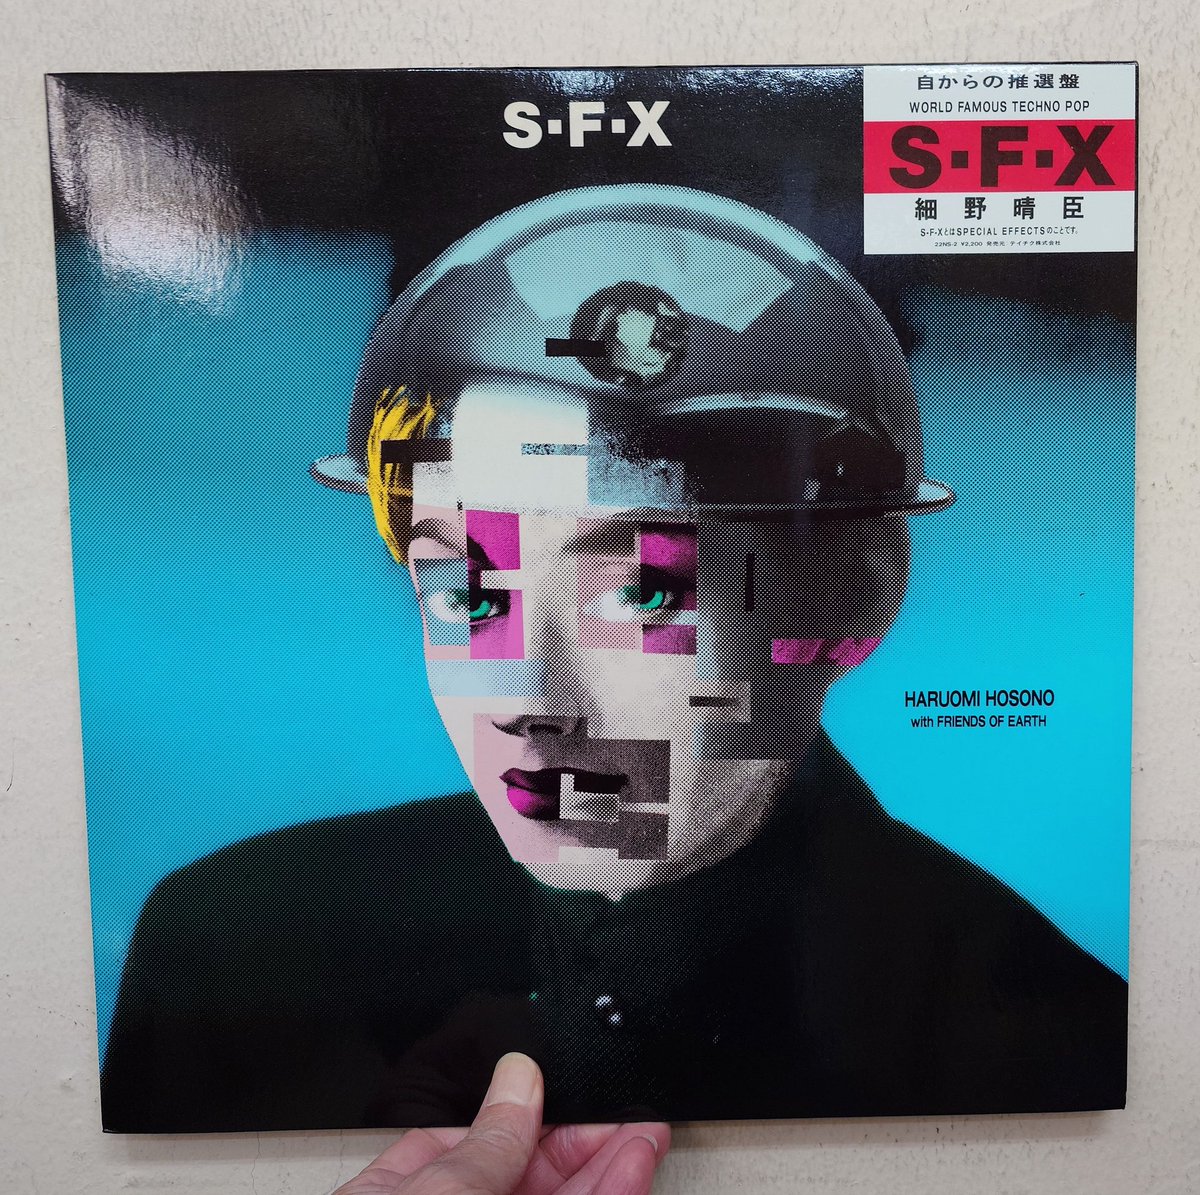 S·F·X
自からの推選盤
WORLD FAMOUS TECHNO POP
S·F·X
細野晴臣
S·F·XとはSPECIAL EFFECTSのことです。
22NS-2 ¥2,200 発売元:テイチク株式会社
HARUOMI HOSONO
with FRIENDS OF EARTH